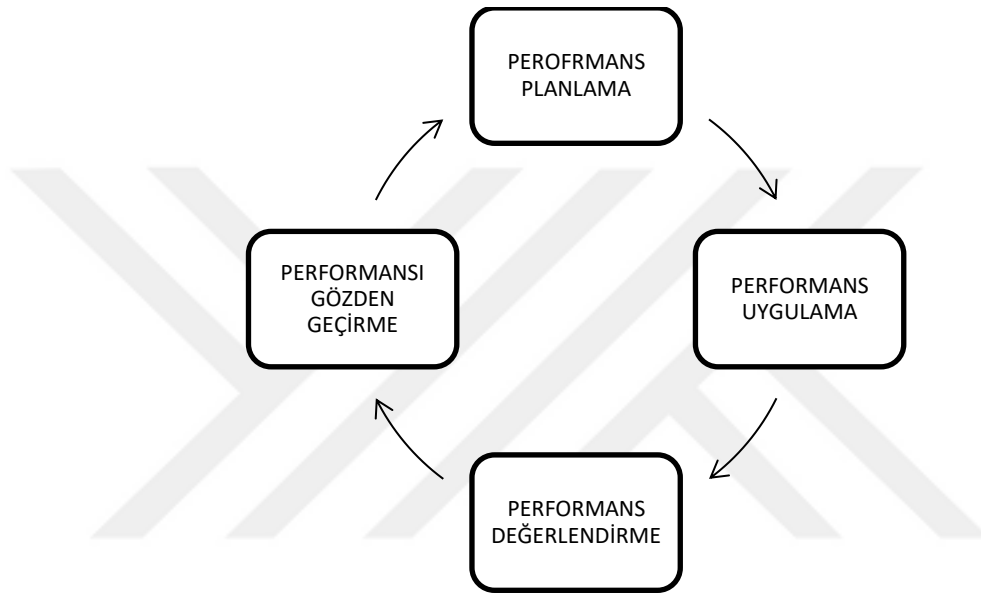 PEROFRMANS
PLANLAMA
PERFORMANSI
GÖZDEN
GEÇİRME
PERFORMANS
UYGULAMA
PERFORMANS
DEĞERLENDİRME